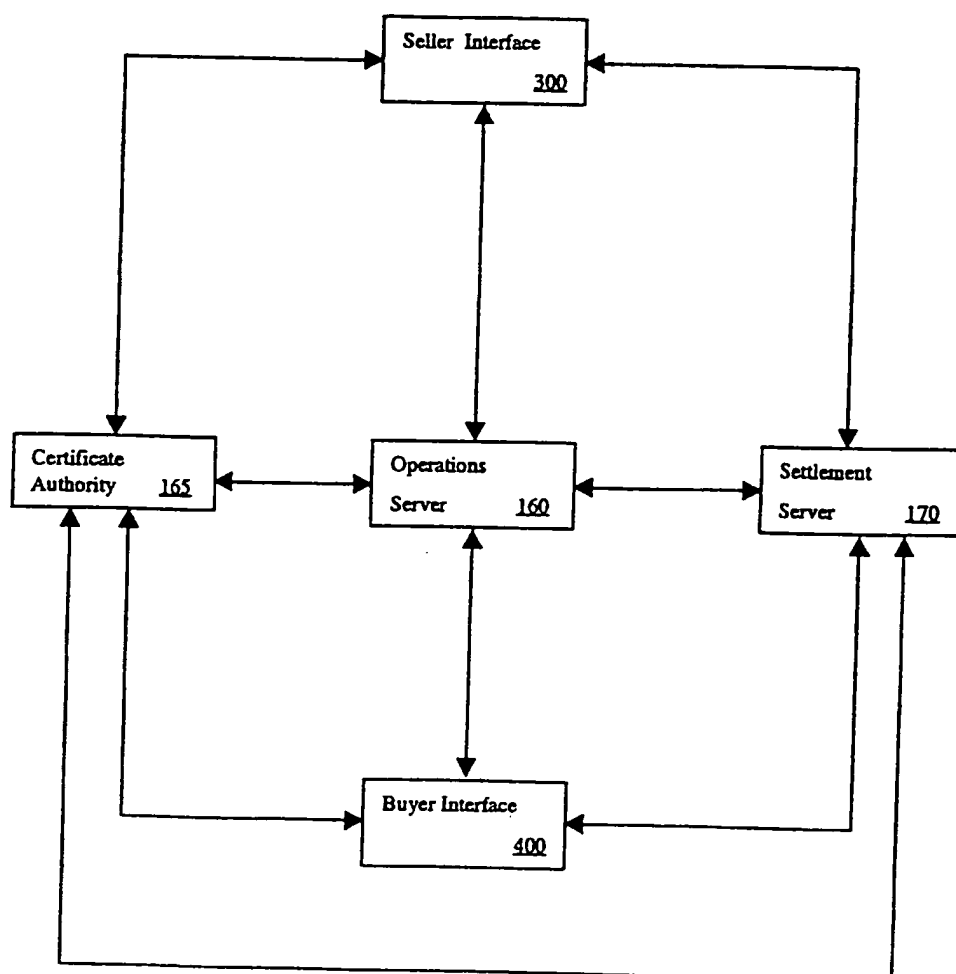 Seller Interface
300
Certificate
Authority 165
Operations
Server 160
Settlement
Server 170
Buyer Interface
400